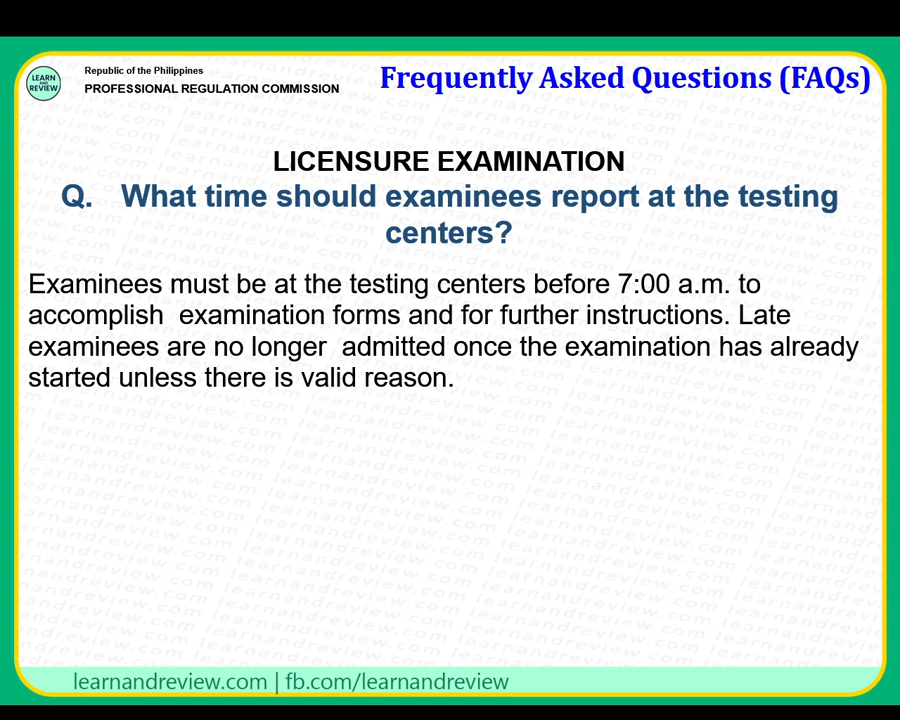 LEARN
AND
REVIEW
Republic of the Philippines
PROFESSIONAL REGULATION COMMISSION
Frequently Asked Questions (FAQs)
LICENSURE EXAMINATION
Q. What time should examinees report at the testing
centers?
Examinees must be at the testing centers before 7:00 a.m. to
accomplish examination forms and for further instructions. Late
examinees are no longer admitted once the examination has already
started unless there is valid reason.
learnandreview.com | fb.com/learnandreview